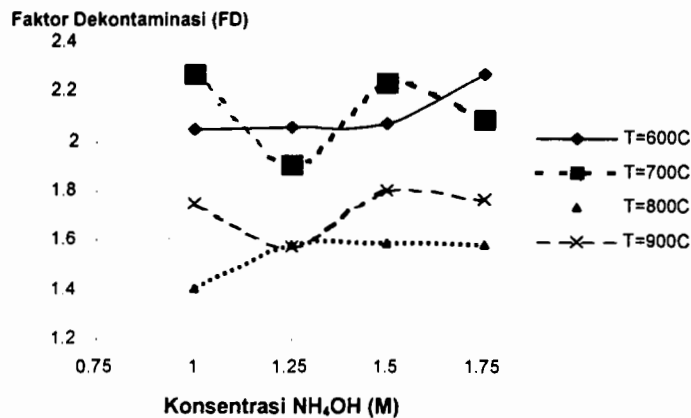 Faktor Dekontaminasi (FD)
2.4
2.2
2
1.8
1.6
1.4
1.2
0.75 1 1.25 1.5 1.75
Konsentrasi NH₄OH (M)
T=600C
T=700C
T=800C
T=900C